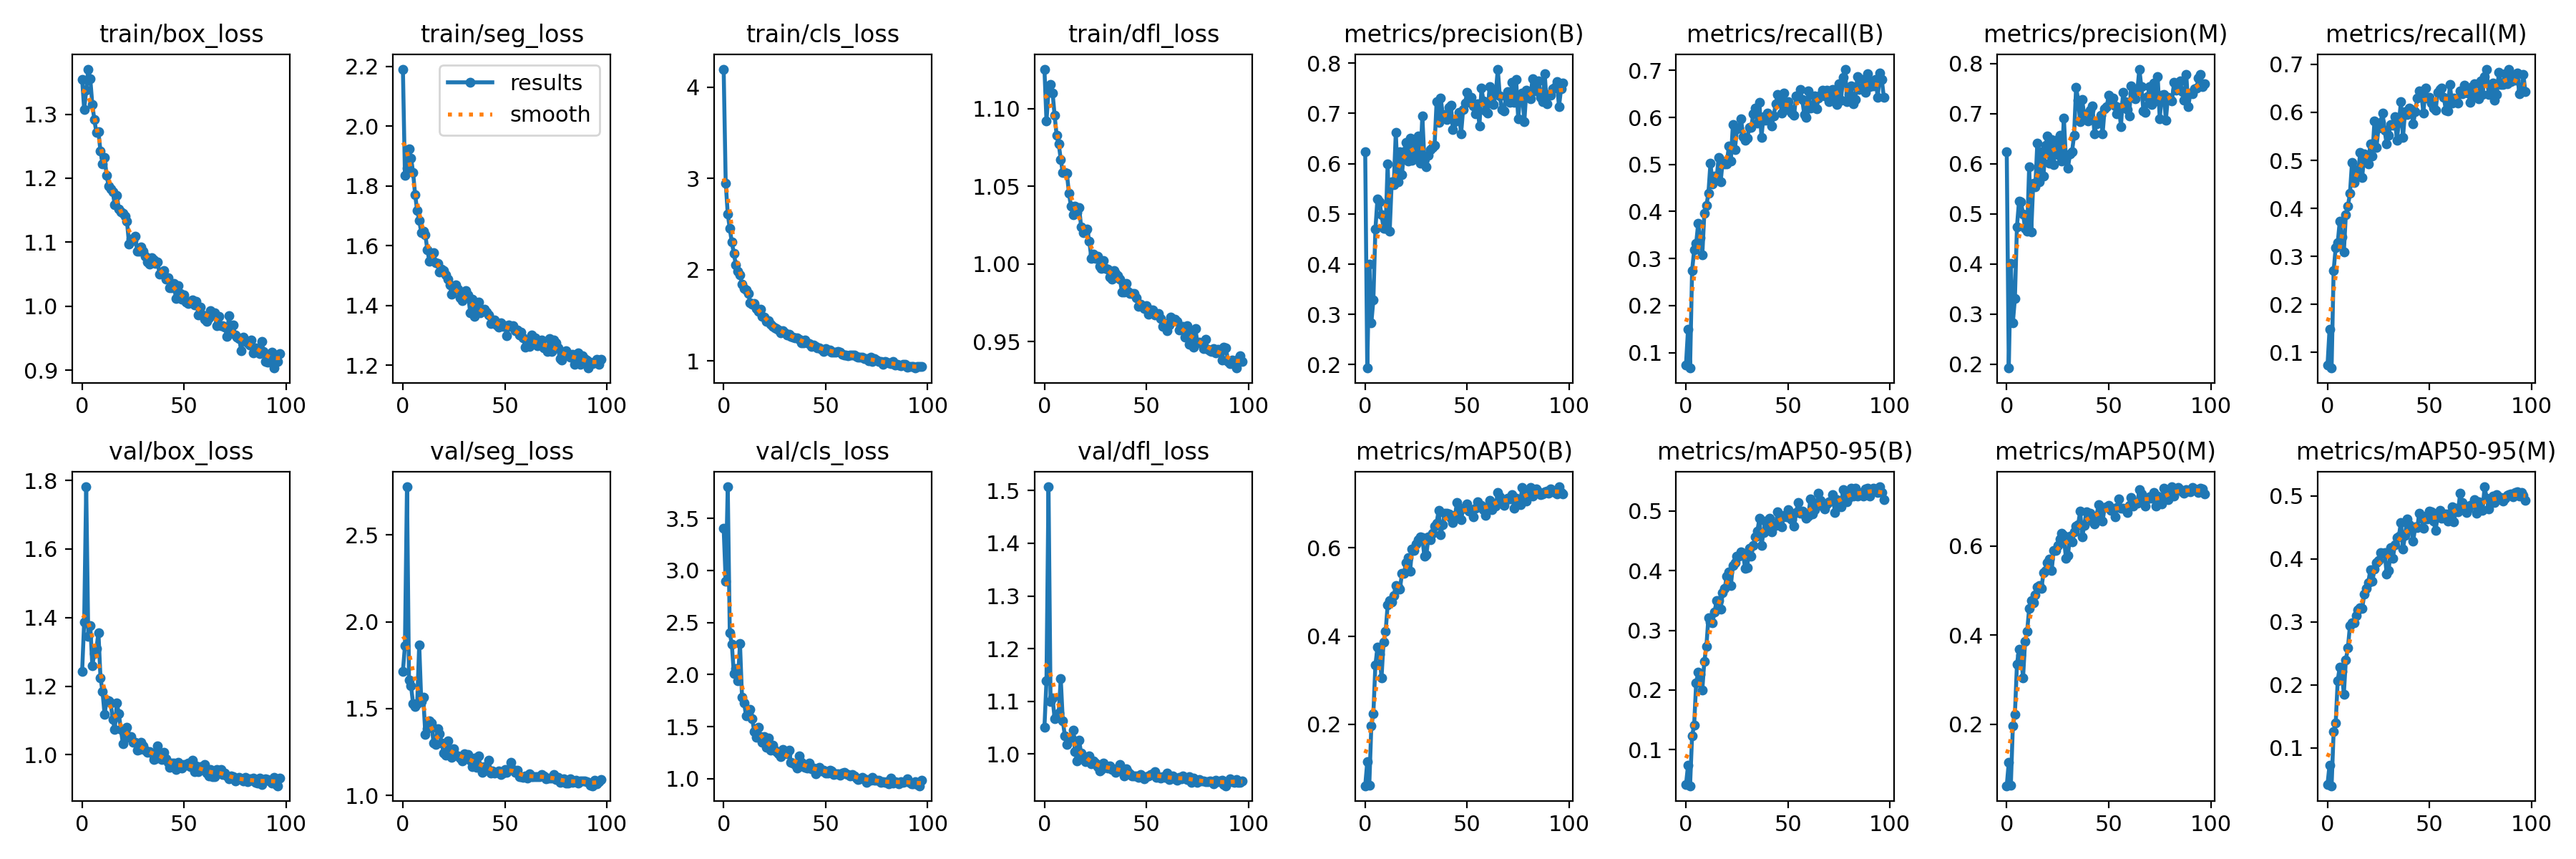 train/box_loss
1.3
1.2
1.1
1.0
0.9
0 50 100
train/seg_loss
results
smooth
2.2
2.0
1.8
1.6
1.4
1.2
0 50 100
train/cls_loss
4
3
2
1
0 50 100
train/dfl_loss
1.10
1.05
1.00
0.95
0 50 100
metrics/precision(B)
0.8
0.7
0.6
0.5
0.4
0.3
0.2
0 50 100
metrics/recall(B)
0.7
0.6
0.5
0.4
0.3
0.2
0.1
0 50 100
metrics/precision(M)
0.8
0.7
0.6
0.5
0.4
0.3
0.2
0 50 100
metrics/recall(M)
0.7
0.6
0.5
0.4
0.3
0.2
0.1
0 50 100
val/box_loss
1.8
1.6
1.4
1.2
1.0
0 50 100
val/seg_loss
2.5
2.0
1.5
1.0
0 50 100
val/cls_loss
3.5
3.0
2.5
2.0
1.5
1.0
0 50 100
val/dfl_loss
1.5
1.4
1.3
1.2
1.1
1.0
0 50 100
metrics/mAP50(B)
0.6
0.4
0.2
0 50 100
metrics/mAP50-95(B)
0.5
0.4
0.3
0.2
0.1
0 50 100
metrics/mAP50(M)
0.6
0.4
0.2
0 50 100
metrics/mAP50-95(M)
0.5
0.4
0.3
0.2
0.1
0 50 100